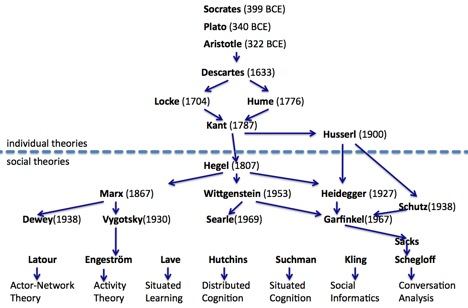 Socrates (399 BCE)
Plato (340 BCE)
Aristotle (322 BCE)
Descartes (1633)
Locke (1704) Hume (1776)
Kant (1787)
Husserl (1900)
individual theories
social theories
Hegel (1807)
Marx (1867) Wittgenstein (1953) Heidegger (1927)
Schutz(1938)
Dewey(1938) Vygotsky(1930) Searle(1969) Garfinkel(1967)
Sacks
Latour Engeström Lave Hutchins Suchman Kling Schegloff
Actor-Network Activity Situated Distributed Situated Social Conversation
Theory Theory Learning Cognition Cognition Informatics Analysis